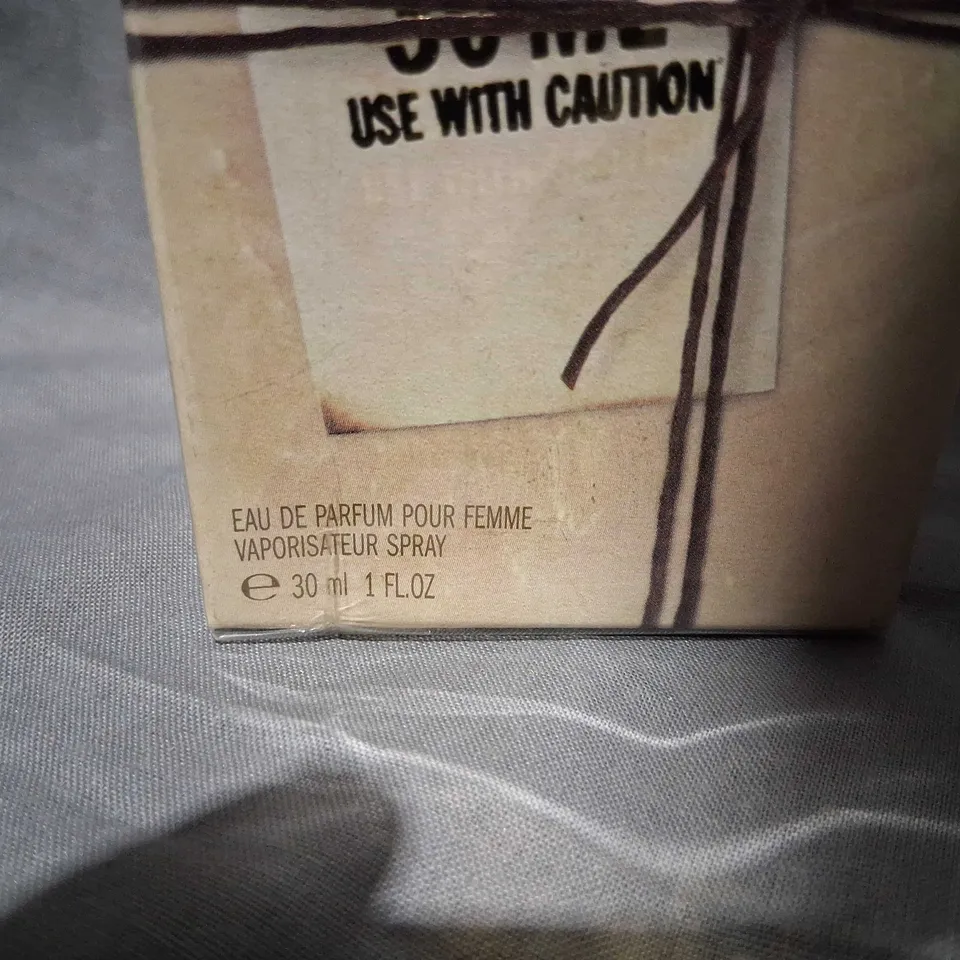 USE WITH CAUTION
EAU DE PARFUM POUR FEMME
VAPORISATEUR SPRAY
e 30 ml 1 FL.OZ